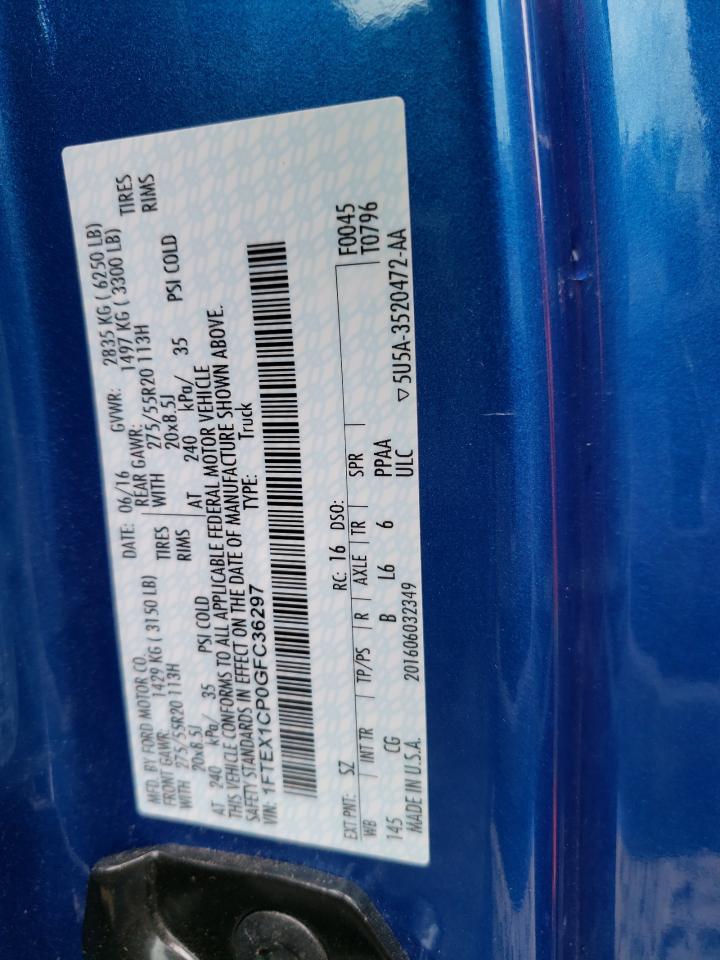 MFD. BY FORD MOTOR CO. DATE: 06/16 GVWR: 2835 KG ( 6250 LB)
FRONT GAWR: 1429 KG ( 3150 LB) REAR GAWR: 1497 KG ( 3300 LB)
WITH 275/55R20 113H TIRES WITH 275/55R20 113H TIRES
20x8.5J RIMS 20x8.5J RIMS
AT 240 kPa/ 35 PSI COLD AT 240 kPa/ 35 PSI COLD
THIS VEHICLE CONFORMS TO ALL APPLICABLE FEDERAL MOTOR VEHICLE
SAFETY STANDARDS IN EFFECT ON THE DATE OF MANUFACTURE SHOWN ABOVE.
VIN: 1FTEX1CP0GFC36297 TYPE: Truck
EXT PNT: SZ RC: 16 DSO: F0045
WB INT TR TP/PS R AXLE TR SPR T0796
145 CG B L6 6 PPAA
MADE IN U.S.A. 201606032349 ULC ▽5U5A-3520472-AA